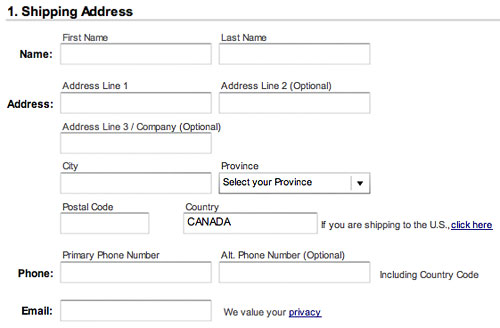 1. Shipping Address
First Name Last Name
Name:
Address Line 1 Address Line 2 (Optional)
Address:
Address Line 3 / Company (Optional)
City Province
Select your Province
Postal Code Country
CANADA If you are shipping to the U.S., click here
Primary Phone Number Alt. Phone Number (Optional)
Phone: Including Country Code
Email: We value your privacy